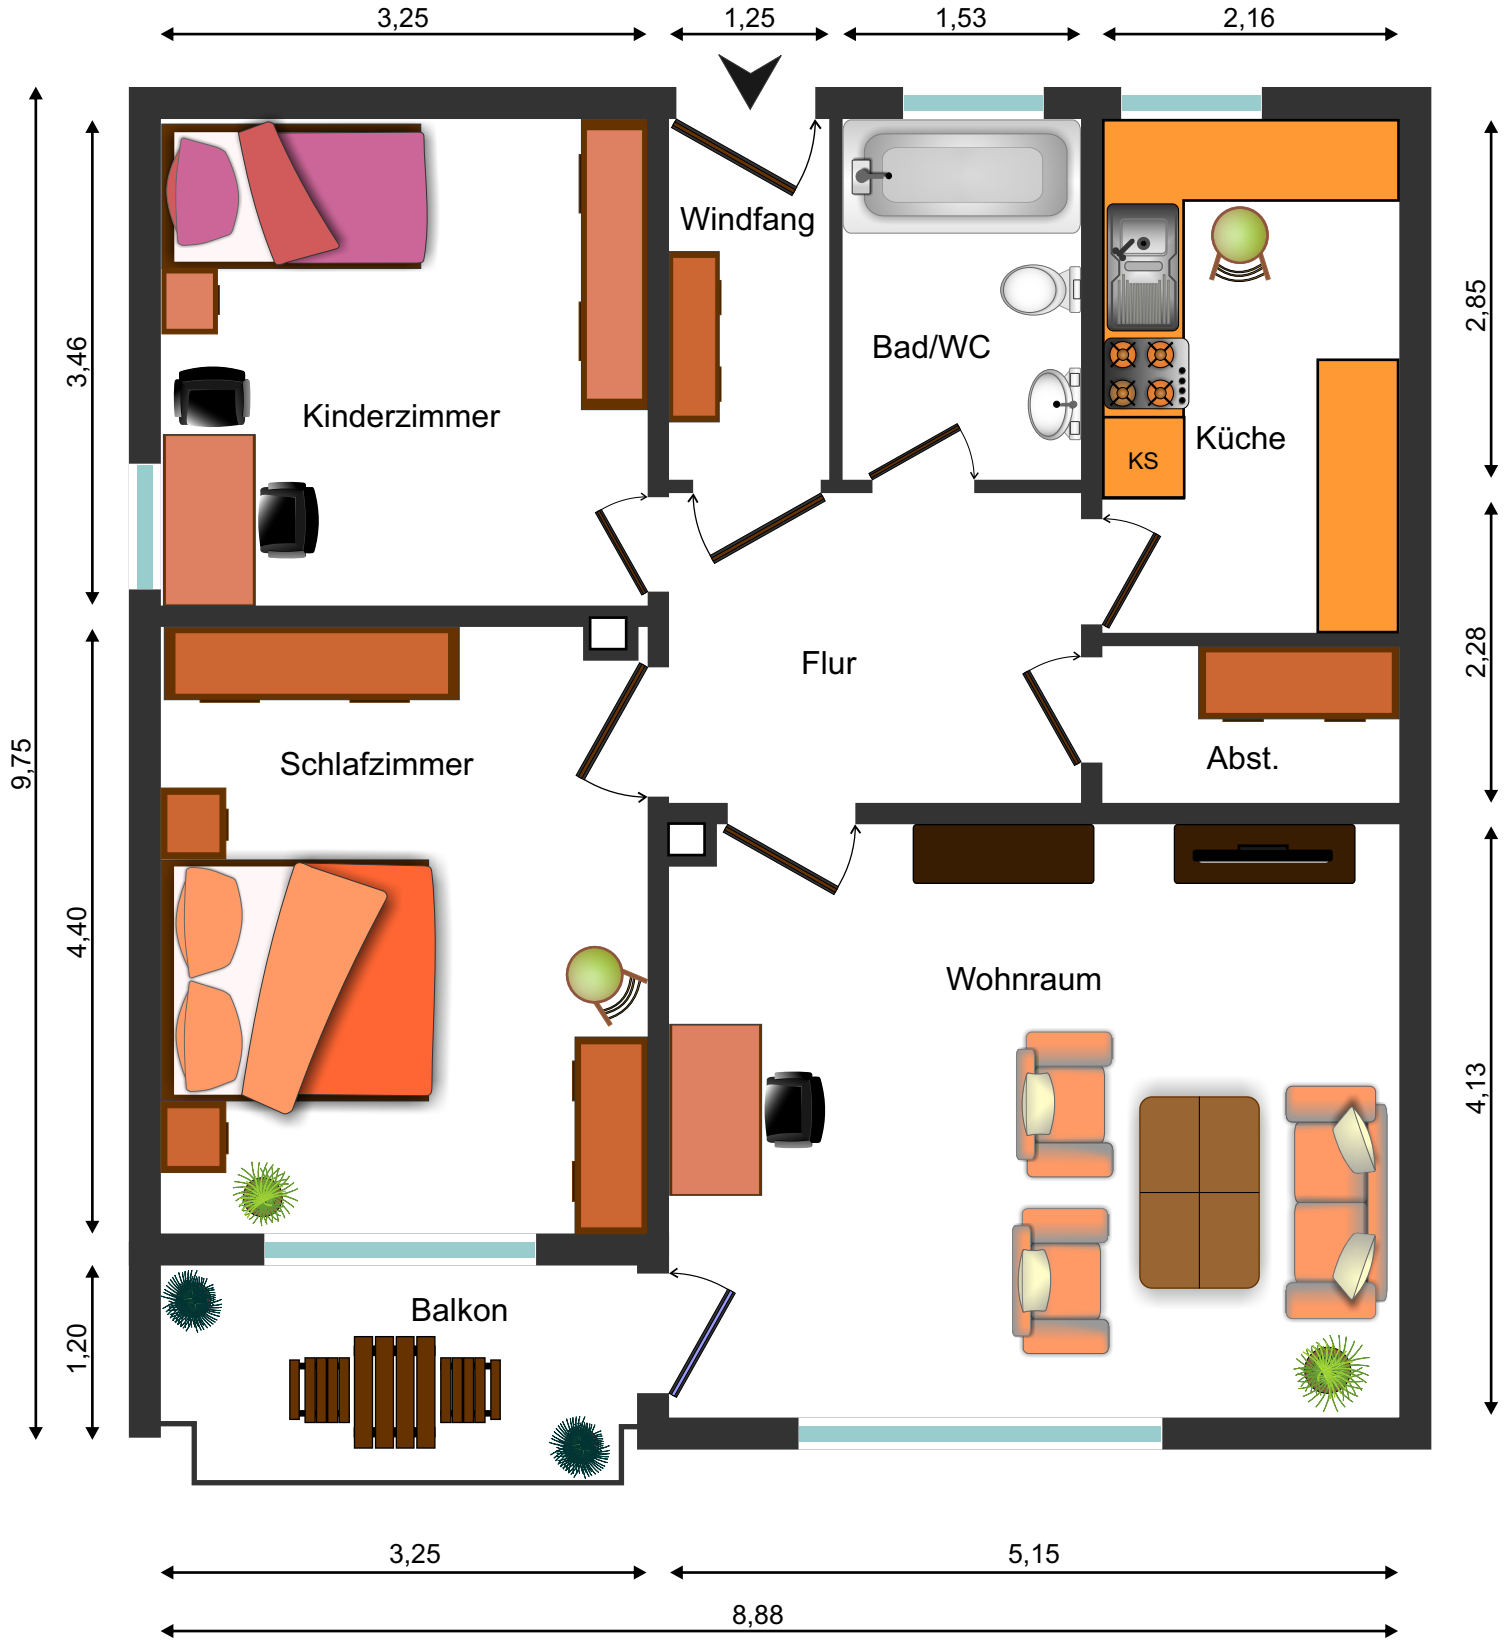 3,25
1,25
1,53
2,16
Windfang
2,85
Bad/WC
3,46
Kinderzimmer
Küche
KS
2,28
Flur
9,75
Schlafzimmer
Abst.
4,40
Wohnraum
4,13
Balkon
1,20
3,25
5,15
8,88